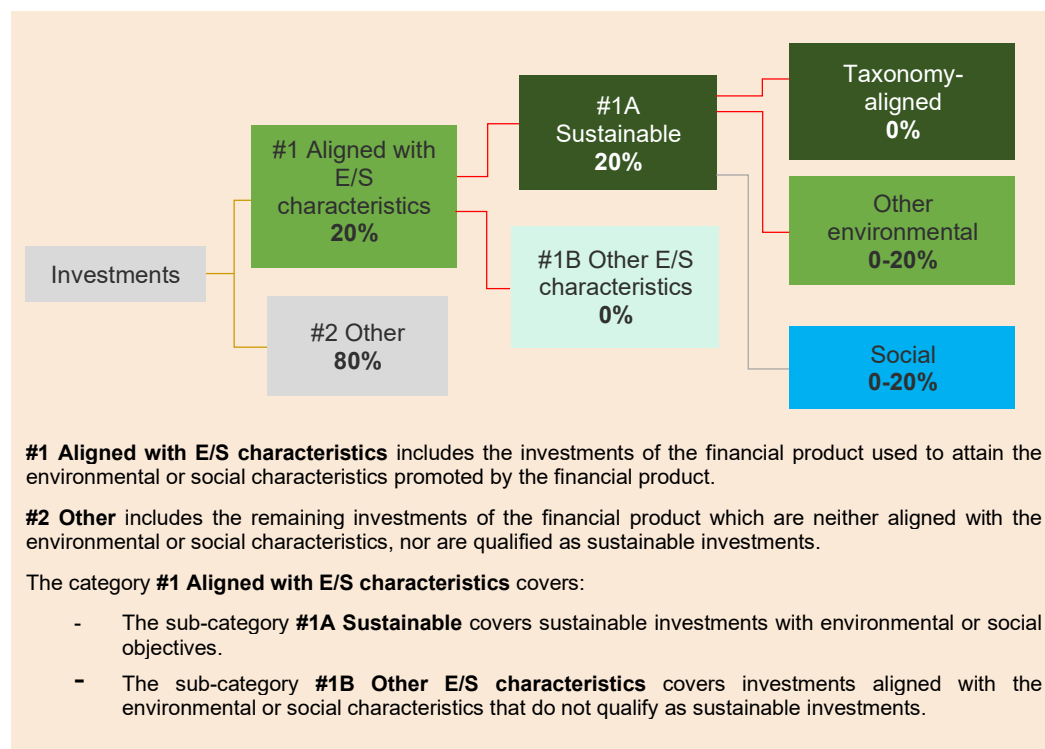 Investments
#1 Aligned with
E/S
characteristics
20%
#2 Other
80%
#1A
Sustainable
20%
#1B Other E/S
characteristics
0%
Taxonomy-
aligned
0%
Other
environmental
0-20%
Social
0-20%
#1 Aligned with E/S characteristics includes the investments of the financial product used to attain the
environmental or social characteristics promoted by the financial product.
#2 Other includes the remaining investments of the financial product which are neither aligned with the
environmental or social characteristics, nor are qualified as sustainable investments.
The category #1 Aligned with E/S characteristics covers:
- The sub-category #1A Sustainable covers sustainable investments with environmental or social
objectives.
- The sub-category #1B Other E/S characteristics covers investments aligned with the
environmental or social characteristics that do not qualify as sustainable investments.